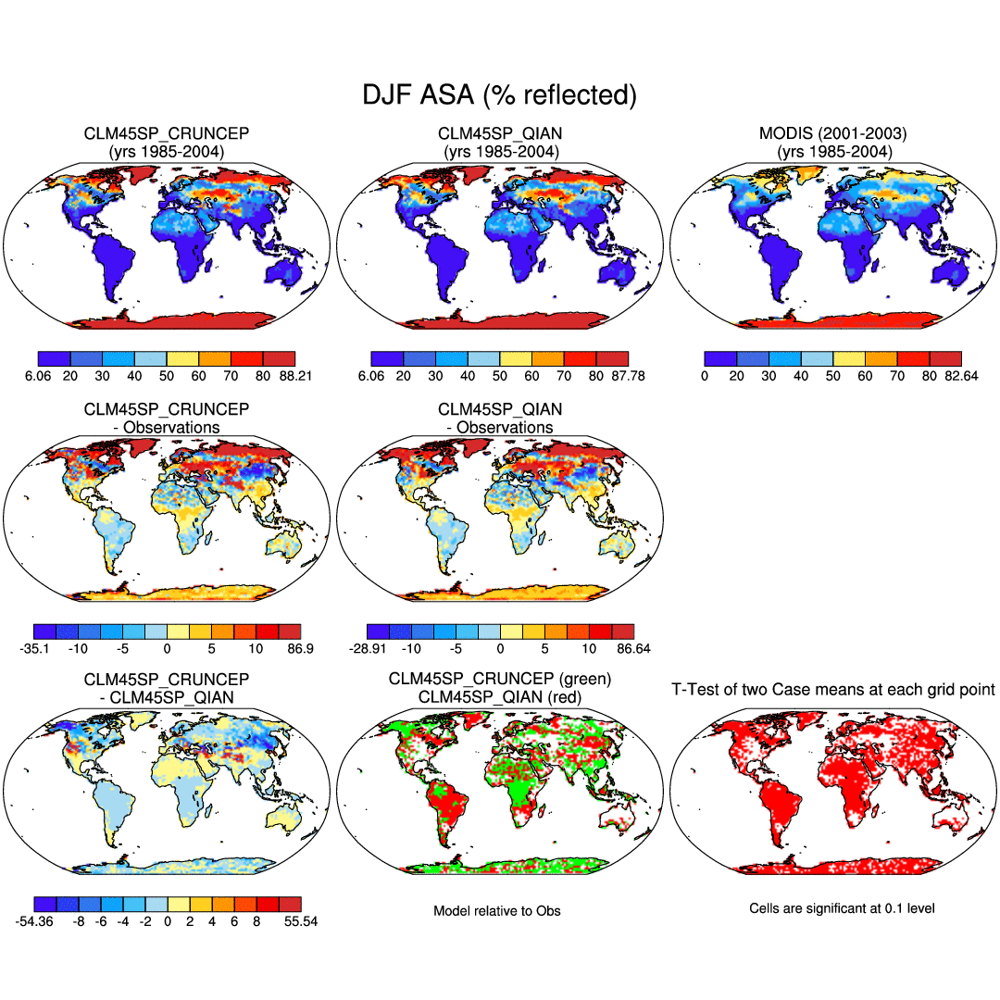 DJF ASA (% reflected)
CLM45SP_CRUNCEP
(yrs 1985-2004)
CLM45SP_QIAN
(yrs 1985-2004)
MODIS (2001-2003)
(yrs 1985-2004)
6.06 20 30 40 50 60 70 80 88.21
6.06 20 30 40 50 60 70 80 87.78
0 20 30 40 50 60 70 80 82.64
CLM45SP_CRUNCEP
- Observations
CLM45SP_QIAN
- Observations
-35.1 -10 -5 0 5 10 86.9
-28.91 -10 -5 0 5 10 86.64
CLM45SP_CRUNCEP
- CLM45SP_QIAN
CLM45SP_CRUNCEP (green)
CLM45SP_QIAN (red)
T-Test of two Case means at each grid point
-54.36 -8 -6 -4 -2 0 2 4 6 8 55.54
Model relative to Obs
Cells are significant at 0.1 level